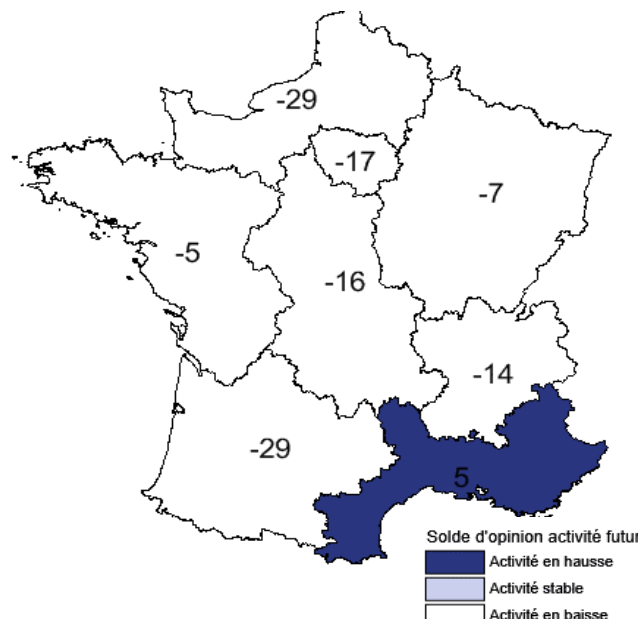 -29
-17
-7
-5
-16
-14
-29
5
Solde d'opinion activité futur
Activité en hausse
Activité stable
Activité en baisse